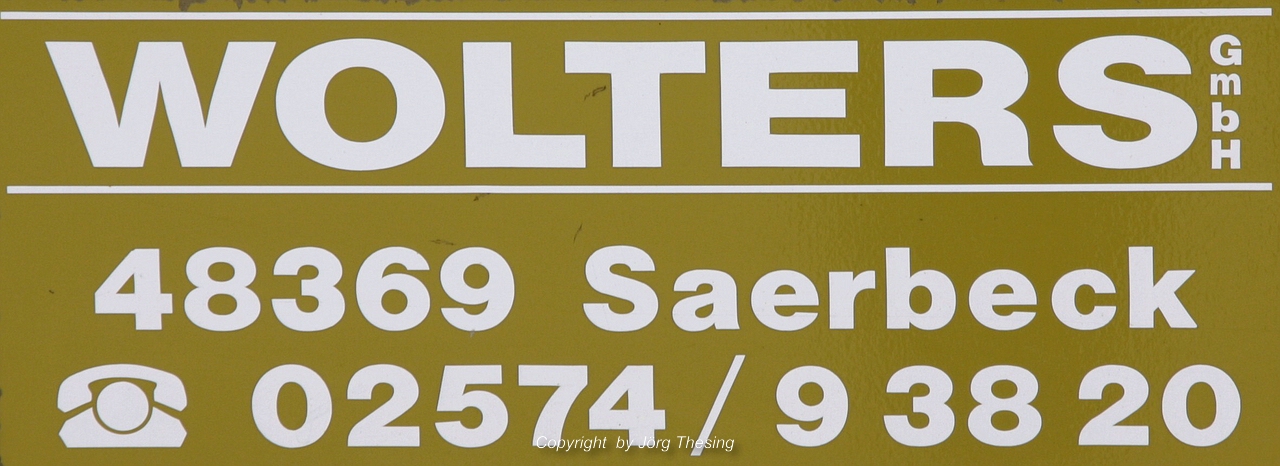 WOLTERS GmbH
48369 Saerbeck
02574 / 9 38 20
Copyright by Jörg Thesing